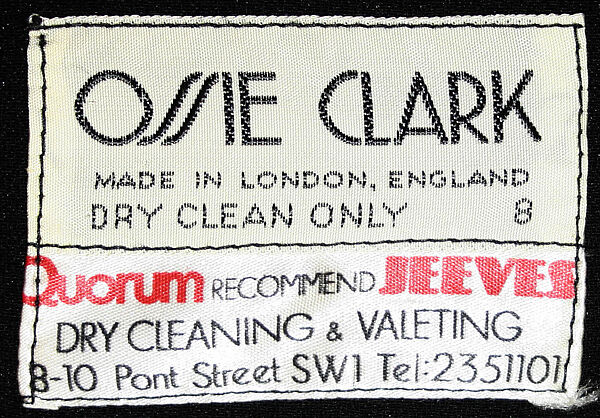 OSSIE CLARK
MADE IN LONDON, ENGLAND
DRY CLEAN ONLY 8
Quorum RECOMMEND JEEVES
DRY CLEANING & VALETING
8-10 Pont Street SW1 Tel:2351101